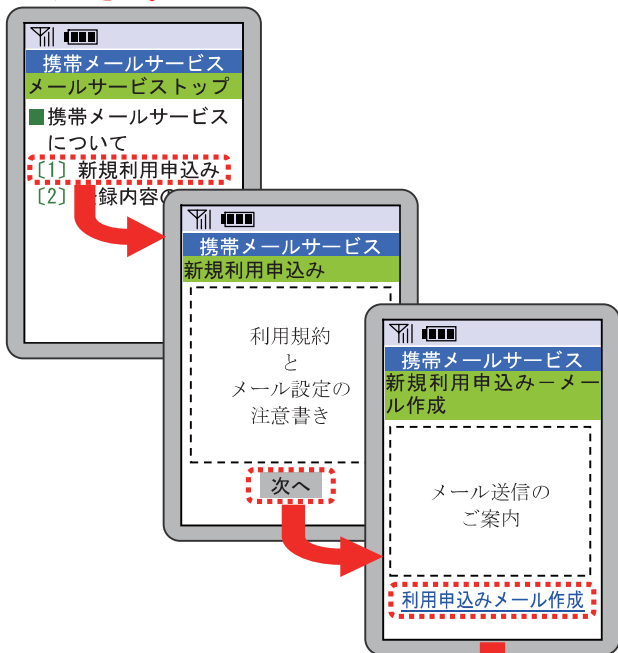 携帯メールサービス
メールサービストップ
■携帯メールサービス
について
〔1〕新規利用申込み
〔2〕 録内容
携帯メールサービス
新規利用申込み
利用規約
と
メール設定の
注意書き
次へ
携帯メールサービス
新規利用申込み－メー
ル作成
メール送信の
ご案内
利用申込みメール作成